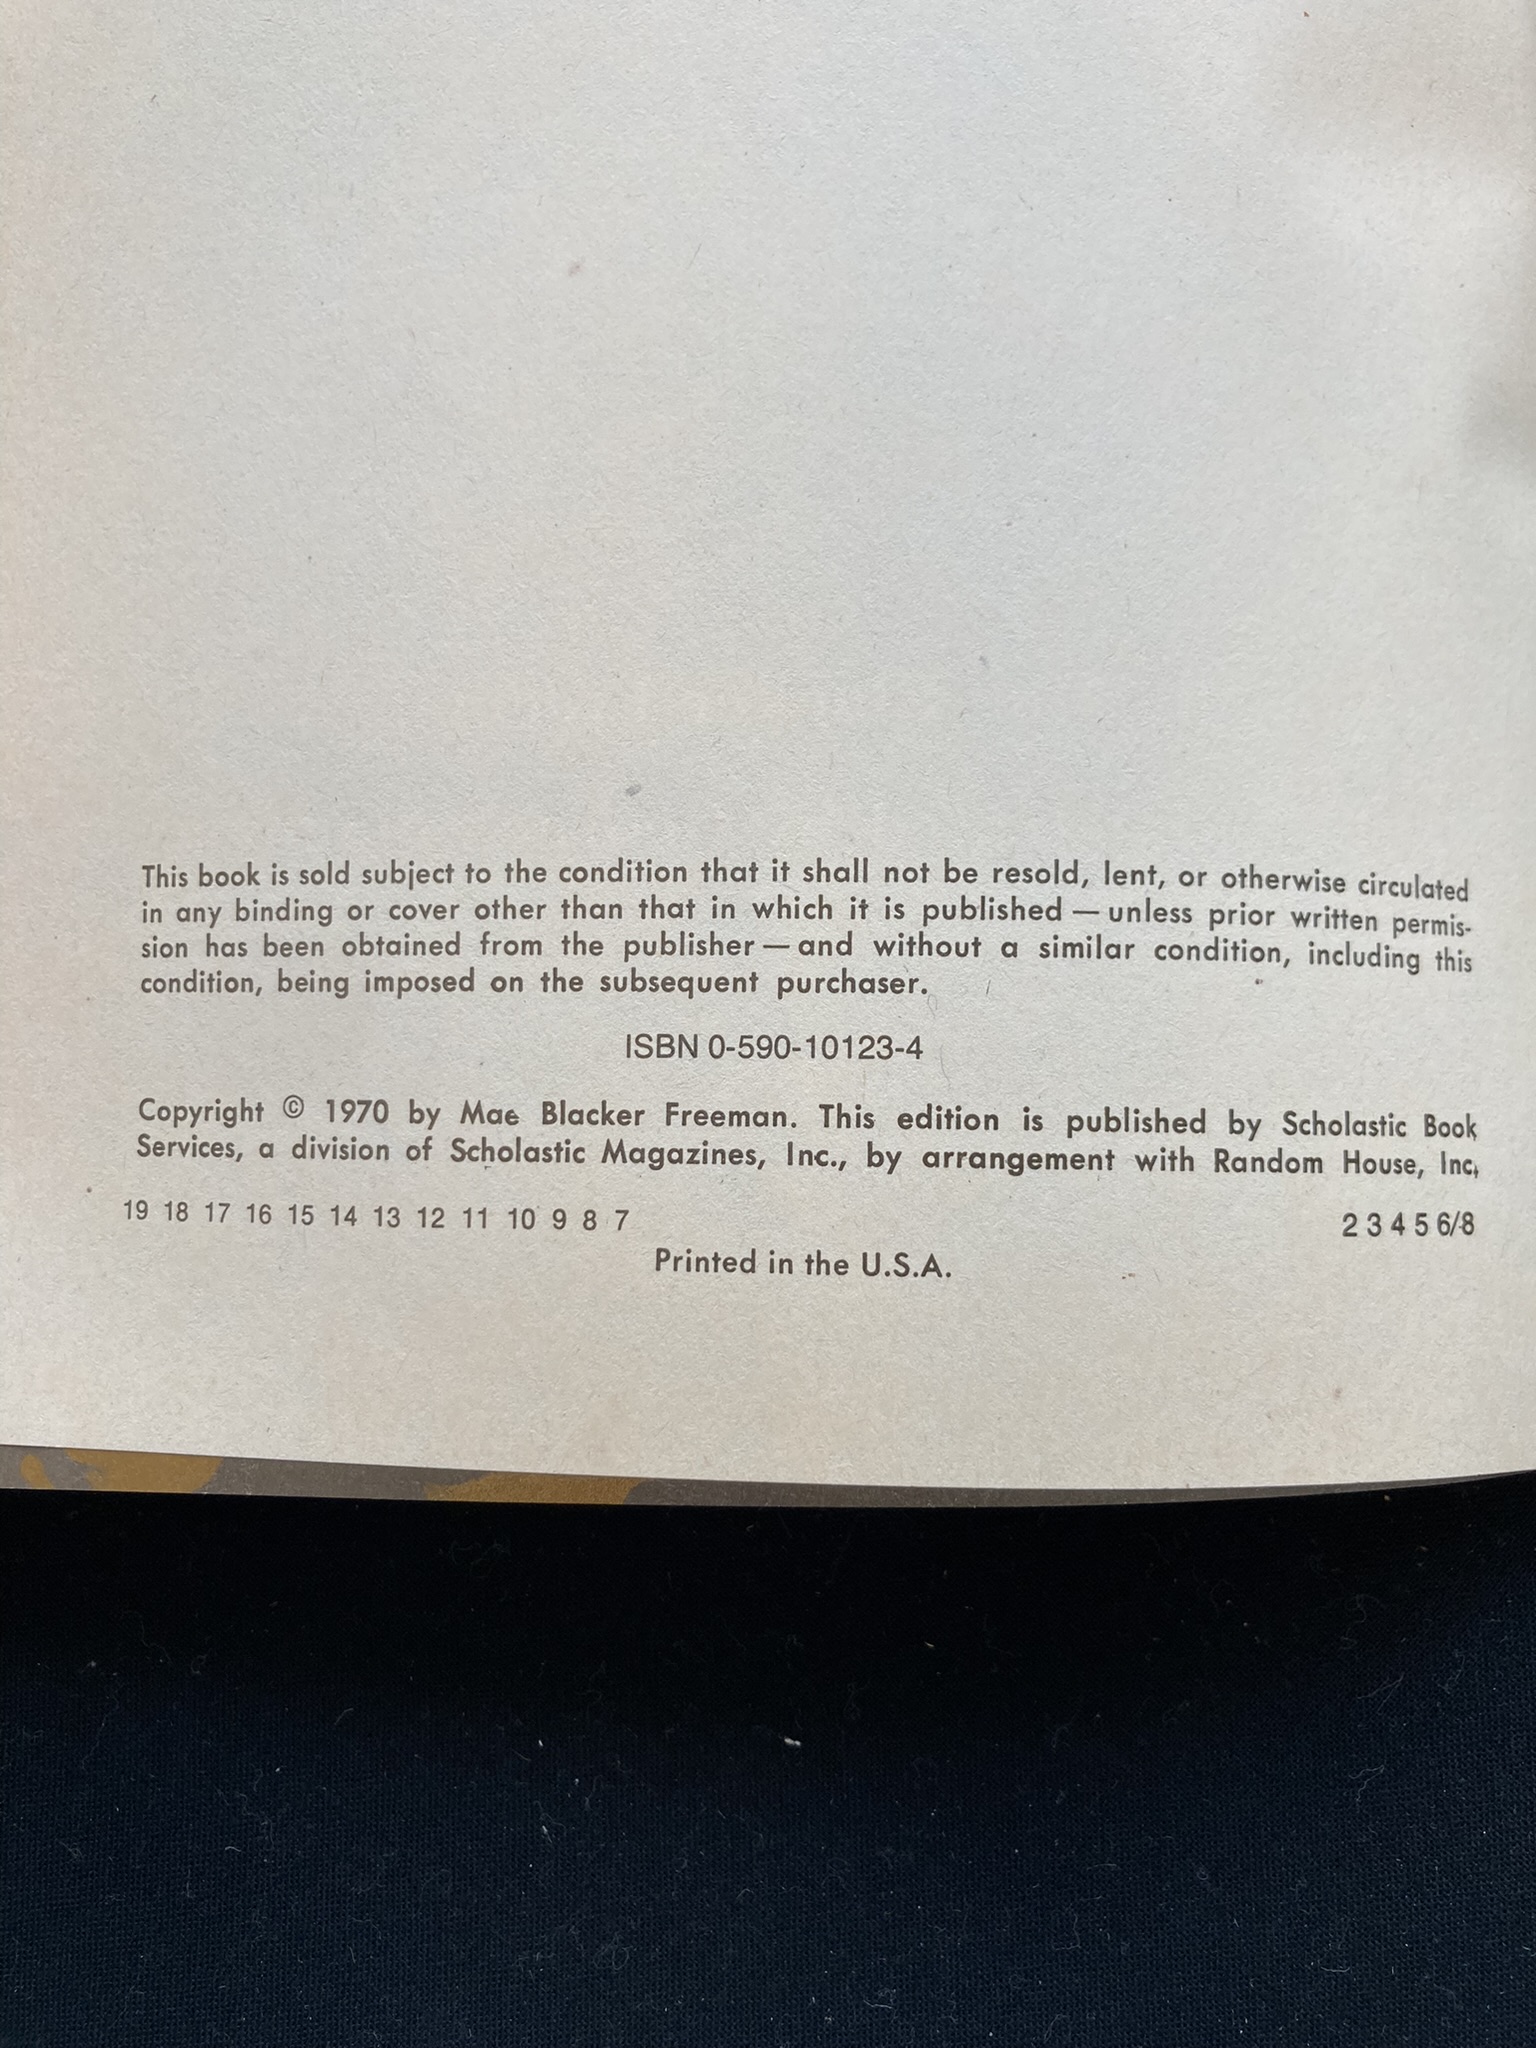 This book is sold subject to the condition that it shall not be resold, lent, or otherwise circulated
in any binding or cover other than that in which it is published — unless prior written permis-
sion has been obtained from the publisher — and without a similar condition, including this
condition, being imposed on the subsequent purchaser.
ISBN 0-590-10123-4
Copyright © 1970 by Mae Blacker Freeman. This edition is published by Scholastic Book
Services, a division of Scholastic Magazines, Inc., by arrangement with Random House, Inc.
19 18 17 16 15 14 13 12 11 10 9 8 7 2 3 4 5 6/8
Printed in the U.S.A.